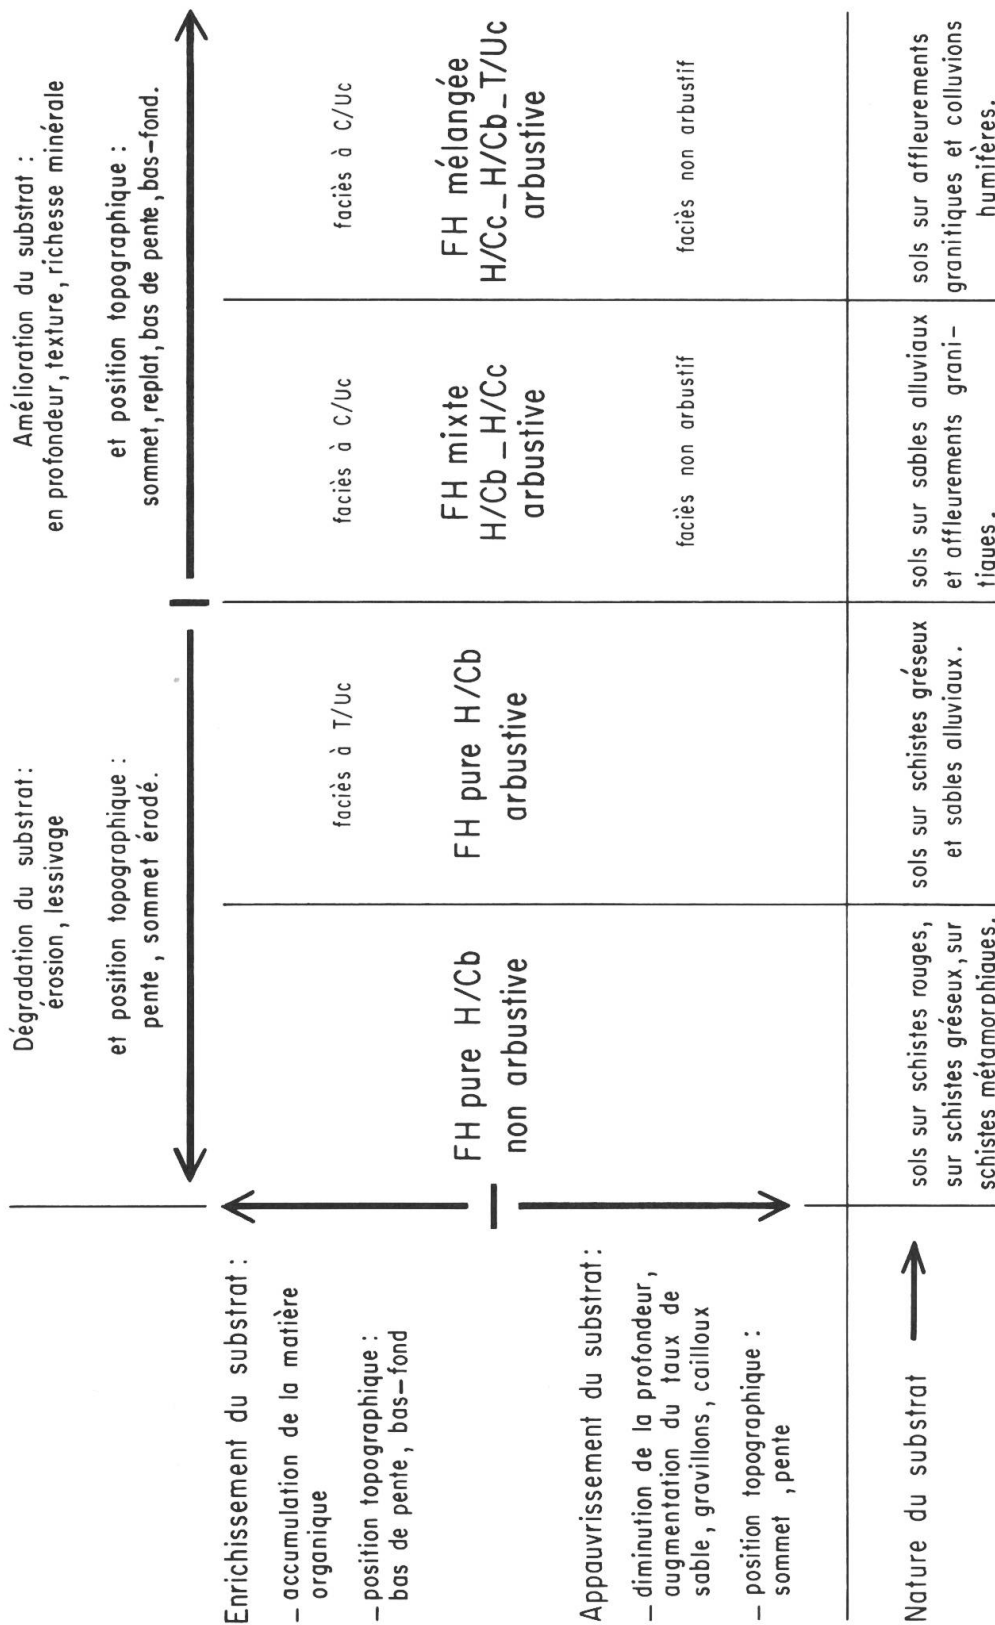 Dégradation du substrat :
érosion, lessivage
et position topographique :
pente, sommet érodé.
Amélioration du substrat :
en profondeur, texture, richesse minérale
et position topographique :
sommet, replat, bas de pente, bas-fond.
Enrichissement du substrat :
- accumulation de la matière
organique
- position topographique :
bas de pente, bas-fond
Appauvrissement du substrat :
- diminution de la profondeur,
augmentation du taux de
sable, gravillons, cailloux
- position topographique :
sommet, pente
FH pure H/Cb
non arbustive
faciès à T/Uc
FH pure H/Cb
arbustive
faciès à C/Uc
FH mixte
H/Cb_H/Cc
arbustive
faciès non arbustif
faciès à C/Uc
FH mélangée
H/Cc_H/Cb_T/Uc
arbustive
faciès non arbustif
Nature du substrat
sols sur schistes rouges,
sur schistes gréseux, sur
schistes métamorphiques.
sols sur schistes gréseux
et sables alluviaux.
sols sur sables alluviaux
et affleurements grani-
tiques.
sols sur affleurements
granitiques et colluvions
humifères.